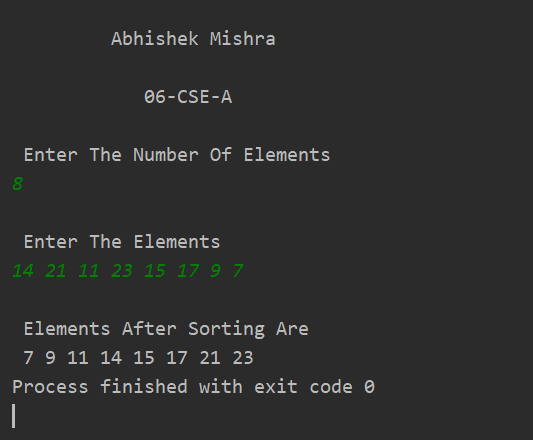 Abhishek Mishra
06-CSE-A
Enter The Number Of Elements
8
Enter The Elements
14 21 11 23 15 17 9 7
Elements After Sorting Are
7 9 11 14 15 17 21 23
Process finished with exit code 0